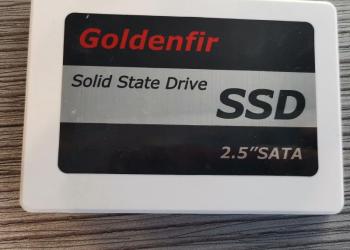 Goldenfir
Solid State Drive
SSD
2.5"SATA